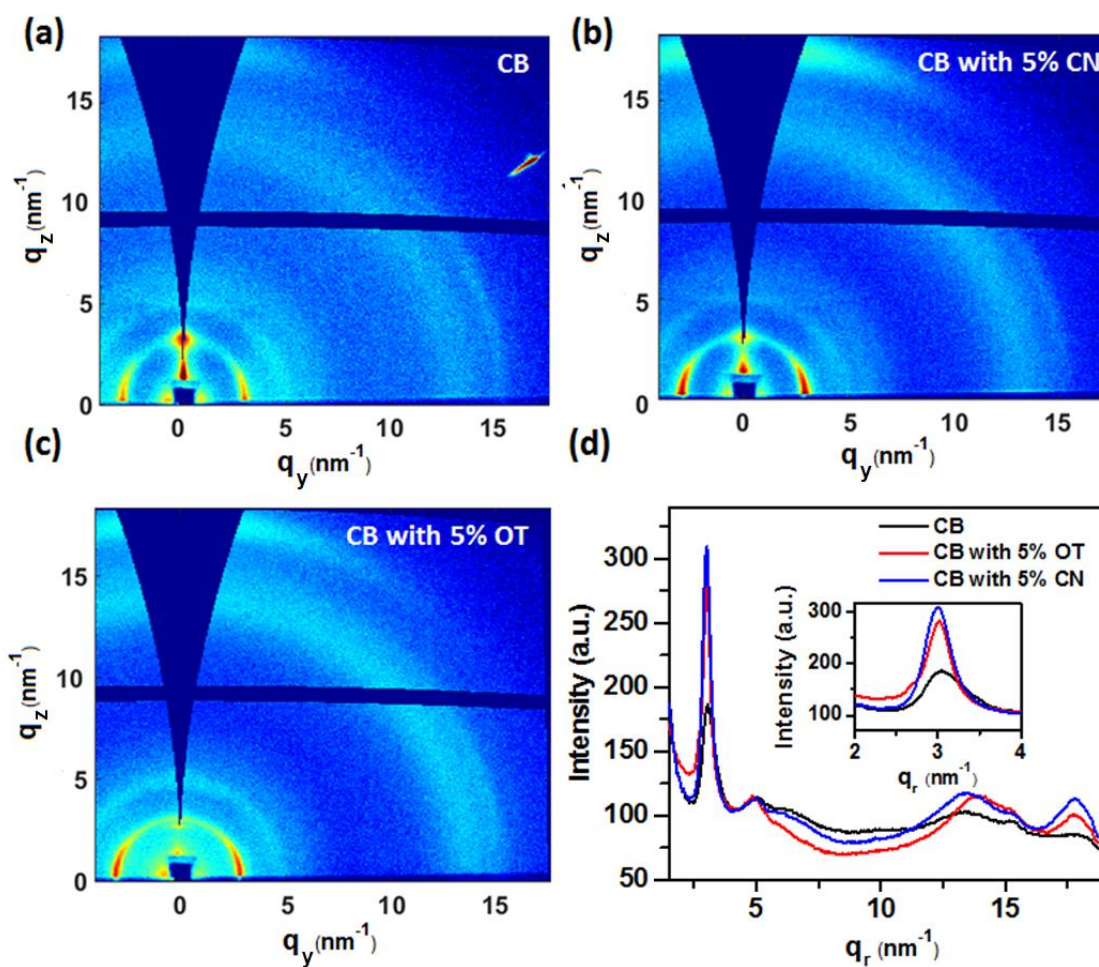 (a)
CB
15
10
5
0
q_z(nm⁻¹)
0 5 10 15
q_y(nm⁻¹)
(b)
CB with 5% CN
15
10
5
0
q_z(nm⁻¹)
0 5 10 15
q_y(nm⁻¹)
(c)
CB with 5% OT
15
10
5
0
q_z(nm⁻¹)
0 5 10 15
q_y(nm⁻¹)
(d)
CB
CB with 5% OT
CB with 5% CN
300
250
200
150
100
50
Intensity (a.u.)
5 10 15
q_r (nm⁻¹)
300
200
100
Intensity (a.u.)
2 3 4
q_r (nm⁻¹)